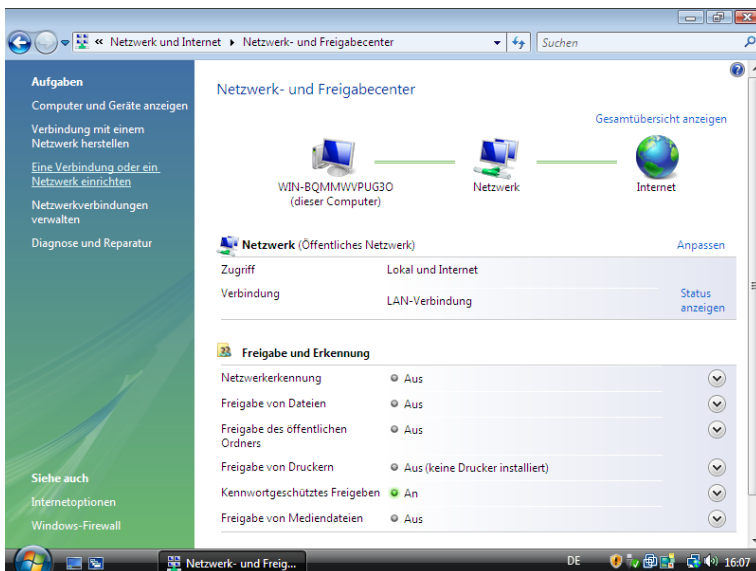 « Netzwerk und Internet ▸ Netzwerk- und Freigabecenter
Suchen
Aufgaben
Computer und Geräte anzeigen
Verbindung mit einem
Netzwerk herstellen
Eine Verbindung oder ein
Netzwerk einrichten
Netzwerkverbindungen
verwalten
Diagnose und Reparatur
Siehe auch
Internetoptionen
Windows-Firewall
Netzwerk- und Freigabecenter
Gesamtübersicht anzeigen
WIN-BQMMWVPUG3O
(dieser Computer)
Netzwerk
Internet
Netzwerk (Öffentliches Netzwerk) Anpassen
Zugriff Lokal und Internet
Verbindung LAN-Verbindung Status
anzeigen
Freigabe und Erkennung
Netzwerkerkennung Aus
Freigabe von Dateien Aus
Freigabe des öffentlichen Aus
Ordners
Freigabe von Druckern Aus (keine Drucker installiert)
Kennwortgeschütztes Freigeben An
Freigabe von Mediendateien Aus
Netzwerk- und Freig...
DE
16:07